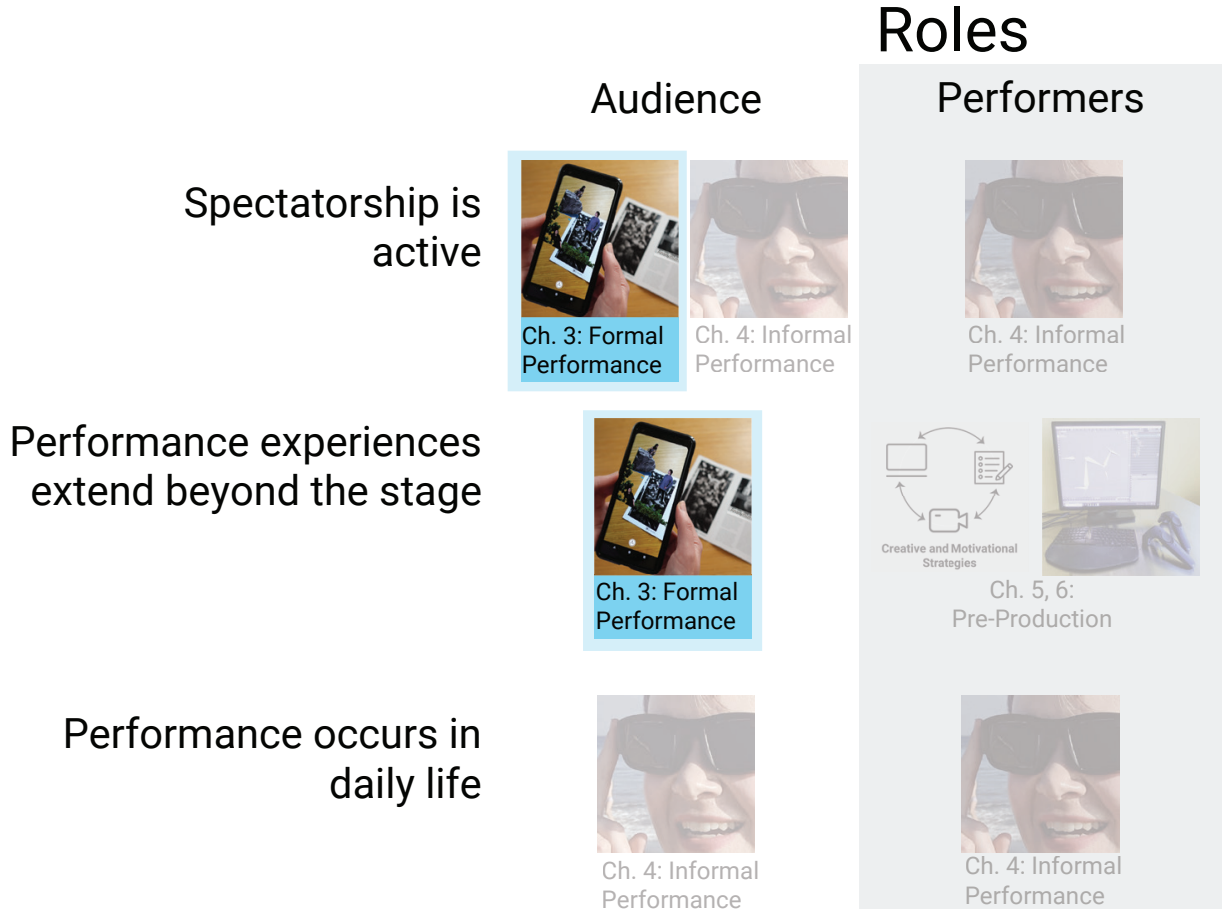 Roles
Audience
Performers
Spectatorship is
active
Ch. 3: Formal
Performance
Ch. 4: Informal
Performance
Ch. 4: Informal
Performance
Performance experiences
extend beyond the stage
Ch. 3: Formal
Performance
Creative and Motivational
Strategies
Ch. 5, 6:
Pre-Production
Performance occurs in
daily life
Ch. 4: Informal
Performance
Ch. 4: Informal
Performance